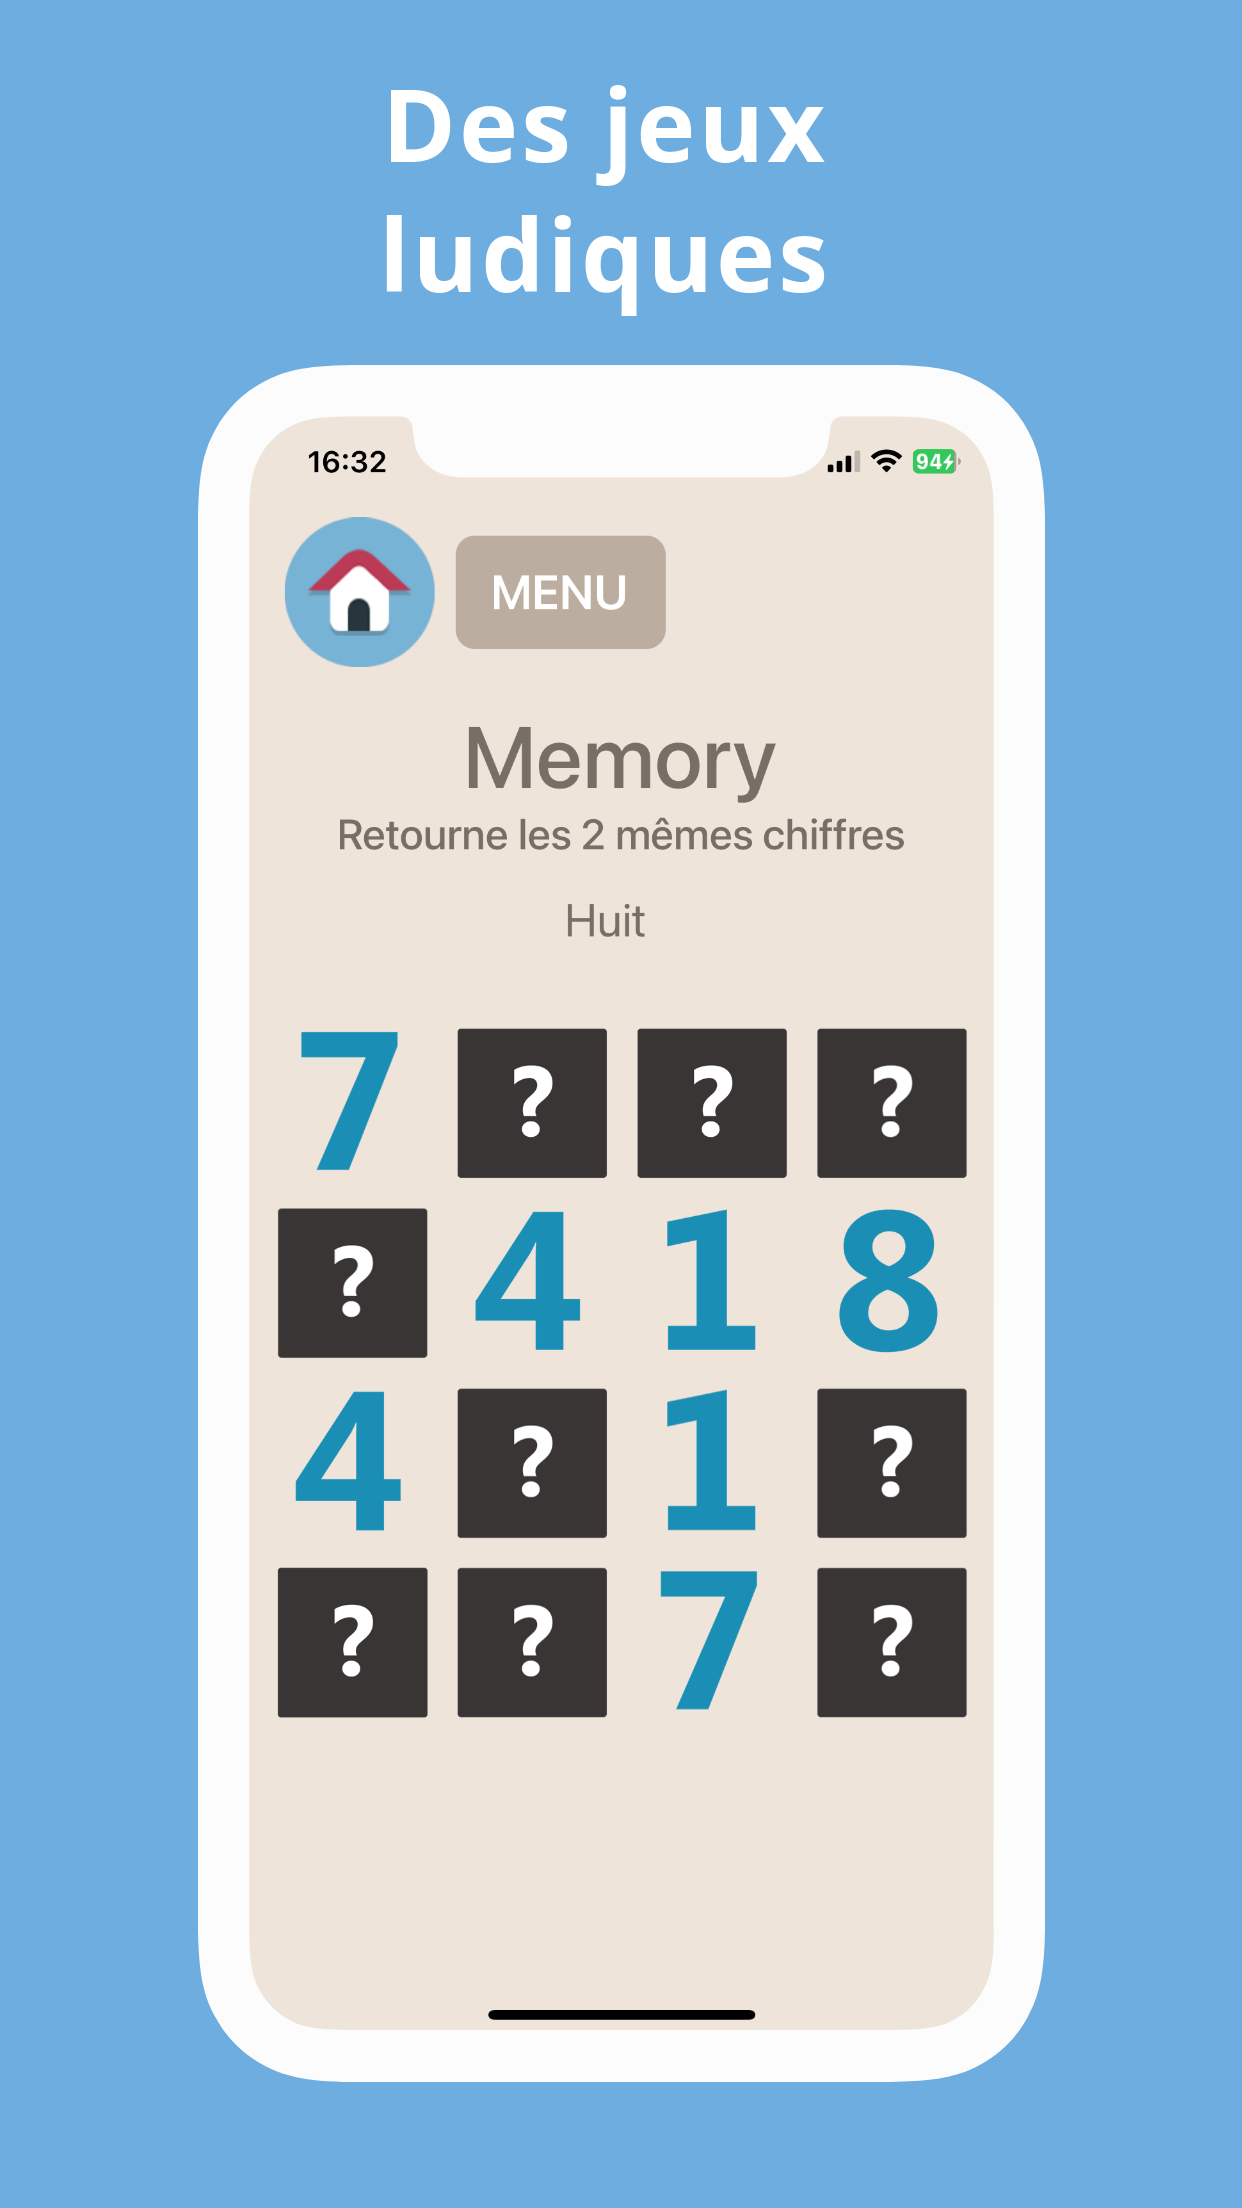 Des jeux
ludiques
16:32 94
MENU
Memory
Retourne les 2 mêmes chiffres
Huit
7 ? ? ?
? 4 1 8
4 ? 1 ?
? ? 7 ?